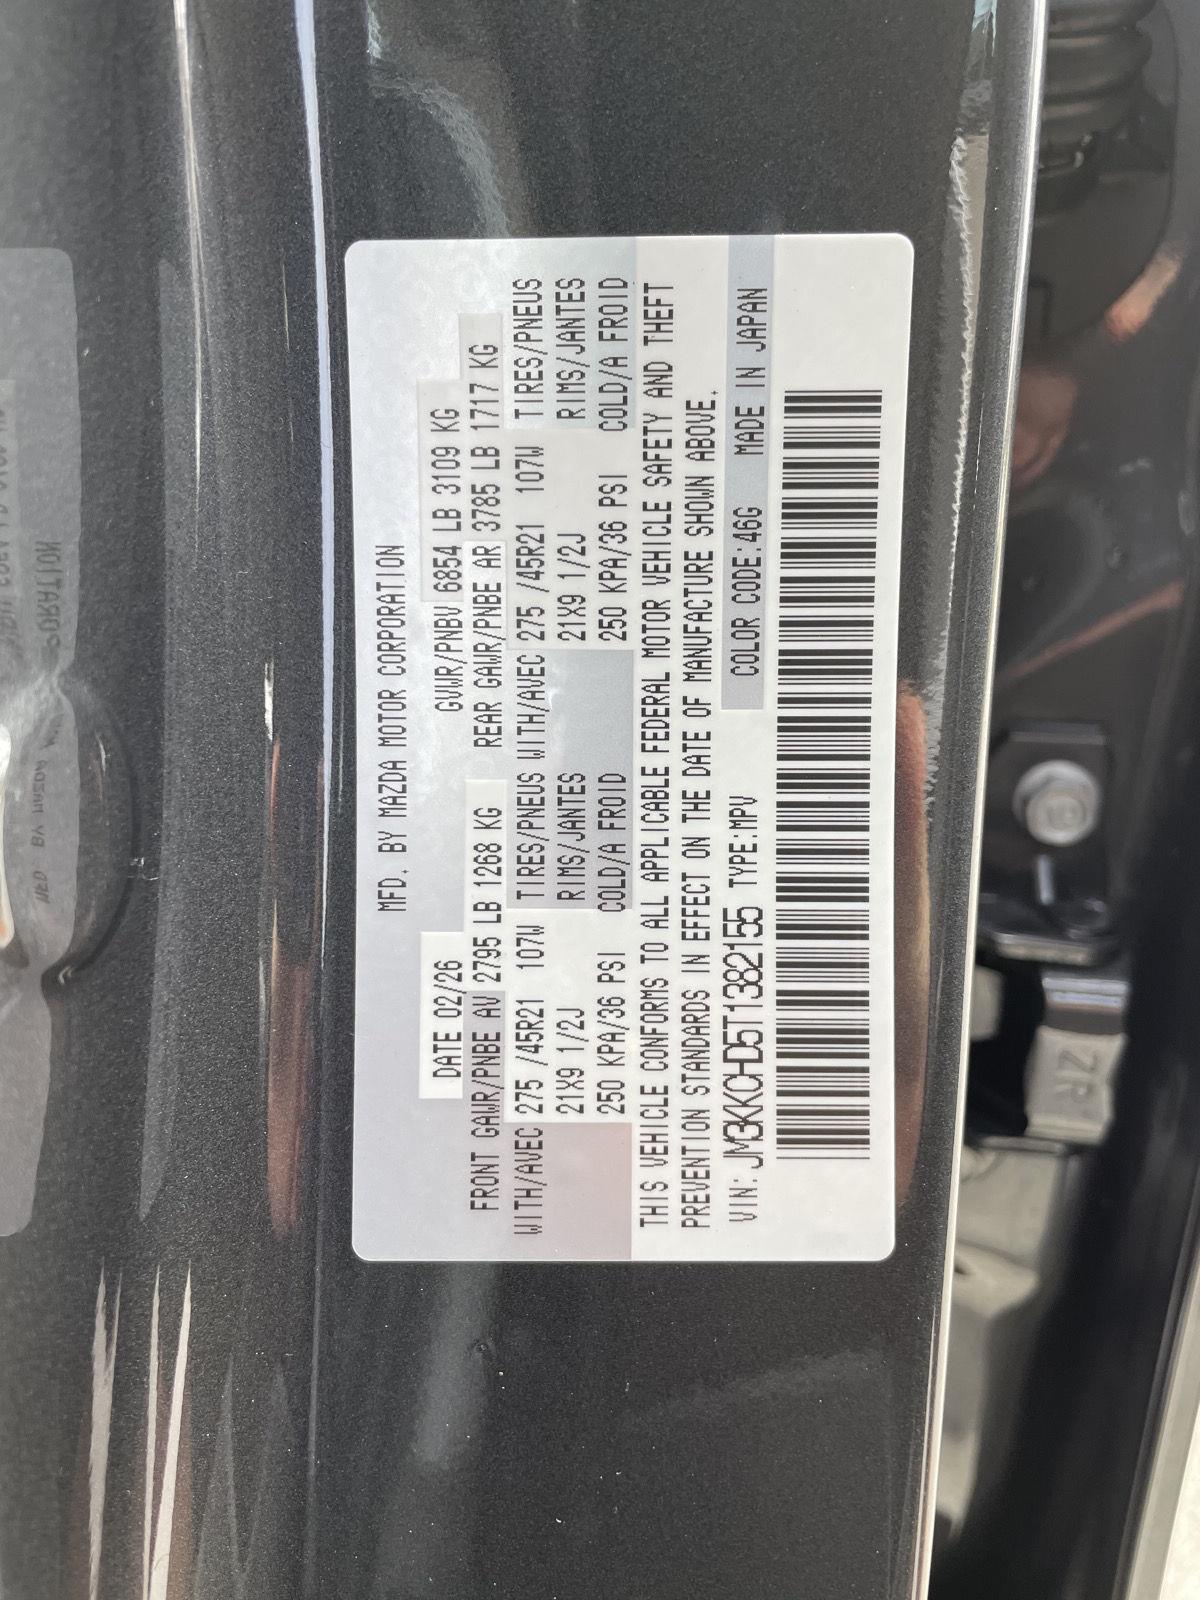 MFD. BY MAZDA MOTOR CORPORATION
DATE 02/26 GVWR/PNBV 6854 LB 3109 KG
FRONT GAWR/PNBE AV 2795 LB 1268 KG REAR GAWR/PNBE AR 3785 LB 1717 KG
WITH/AVEC 275 /45R21 107W TIRES/PNEUS WITH/AVEC 275 /45R21 107W TIRES/PNEUS
21X9 1/2J RIMS/JANTES 21X9 1/2J RIMS/JANTES
250 KPA/36 PSI COLD/A FROID 250 KPA/36 PSI COLD/A FROID
THIS VEHICLE CONFORMS TO ALL APPLICABLE FEDERAL MOTOR VEHICLE SAFETY AND THEFT
PREVENTION STANDARDS IN EFFECT ON THE DATE OF MANUFACTURE SHOWN ABOVE.
VIN: JM3KKCHD5T1382155 TYPE:MPV COLOR CODE:46G MADE IN JAPAN